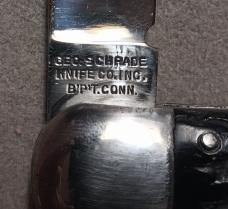 GEO. SCHRADE
KNIFE CO. INC.
B'P'T. CONN.